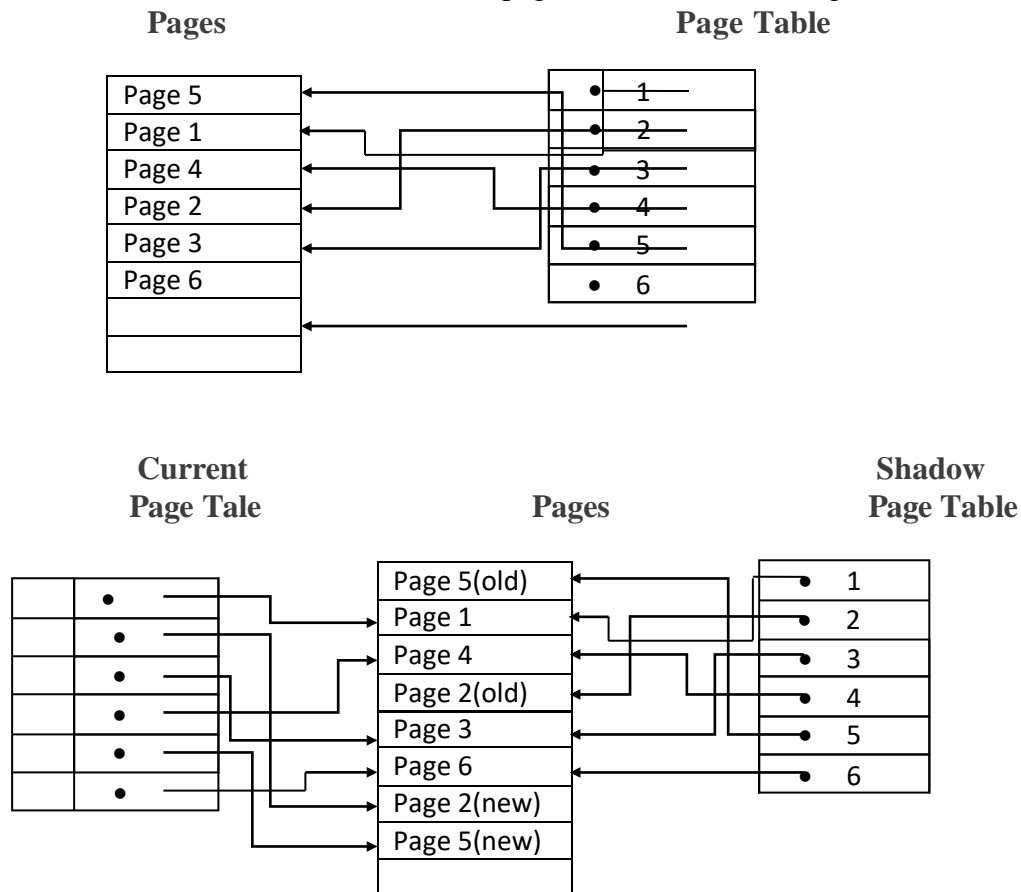 Pages Page Table
Page 5
Page 1
Page 4
Page 2
Page 3
Page 6
1
2
3
4
5
6
Current
Page Tale
Pages
Shadow
Page Table
Page 5(old)
Page 1
Page 4
Page 2(old)
Page 3
Page 6
Page 2(new)
Page 5(new)
1
2
3
4
5
6